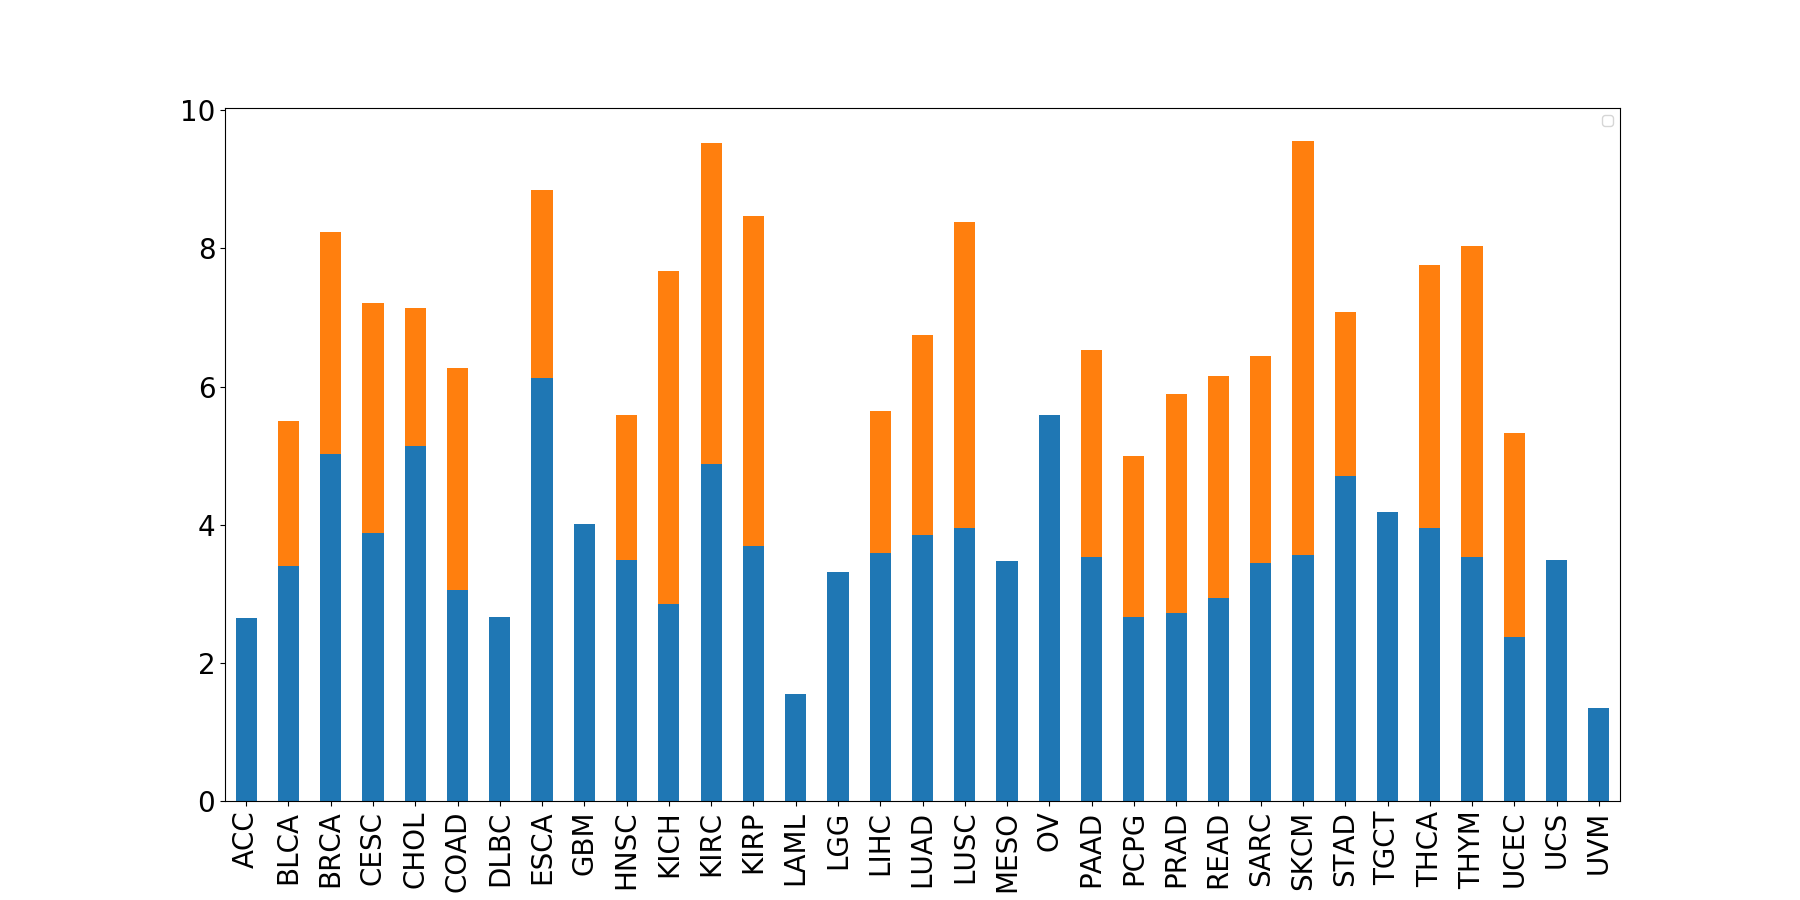 10
8
6
4
2
0
ACC
BLCA
BRCA
CESC
CHOL
COAD
DLBC
ESCA
GBM
HNSC
KICH
KIRC
KIRP
LAML
LGG
LIHC
LUAD
LUSC
MESO
OV
PAAD
PCPG
PRAD
READ
SARC
SKCM
STAD
TGCT
THCA
THYM
UCEC
UCS
UVM